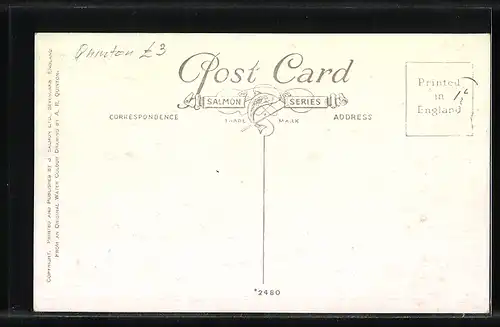 Quinton £3
Post Card
SALMON SERIES
TRADE MARK
CORRESPONDENCE
ADDRESS
Printed
in
England
COPYRIGHT. PRINTED AND PUBLISHED BY J. SALMON LTD., SEVENOAKS, ENGLAND
FROM AN ORIGINAL WATER COLOUR DRAWING BY A. R. QUINTON.
*2480